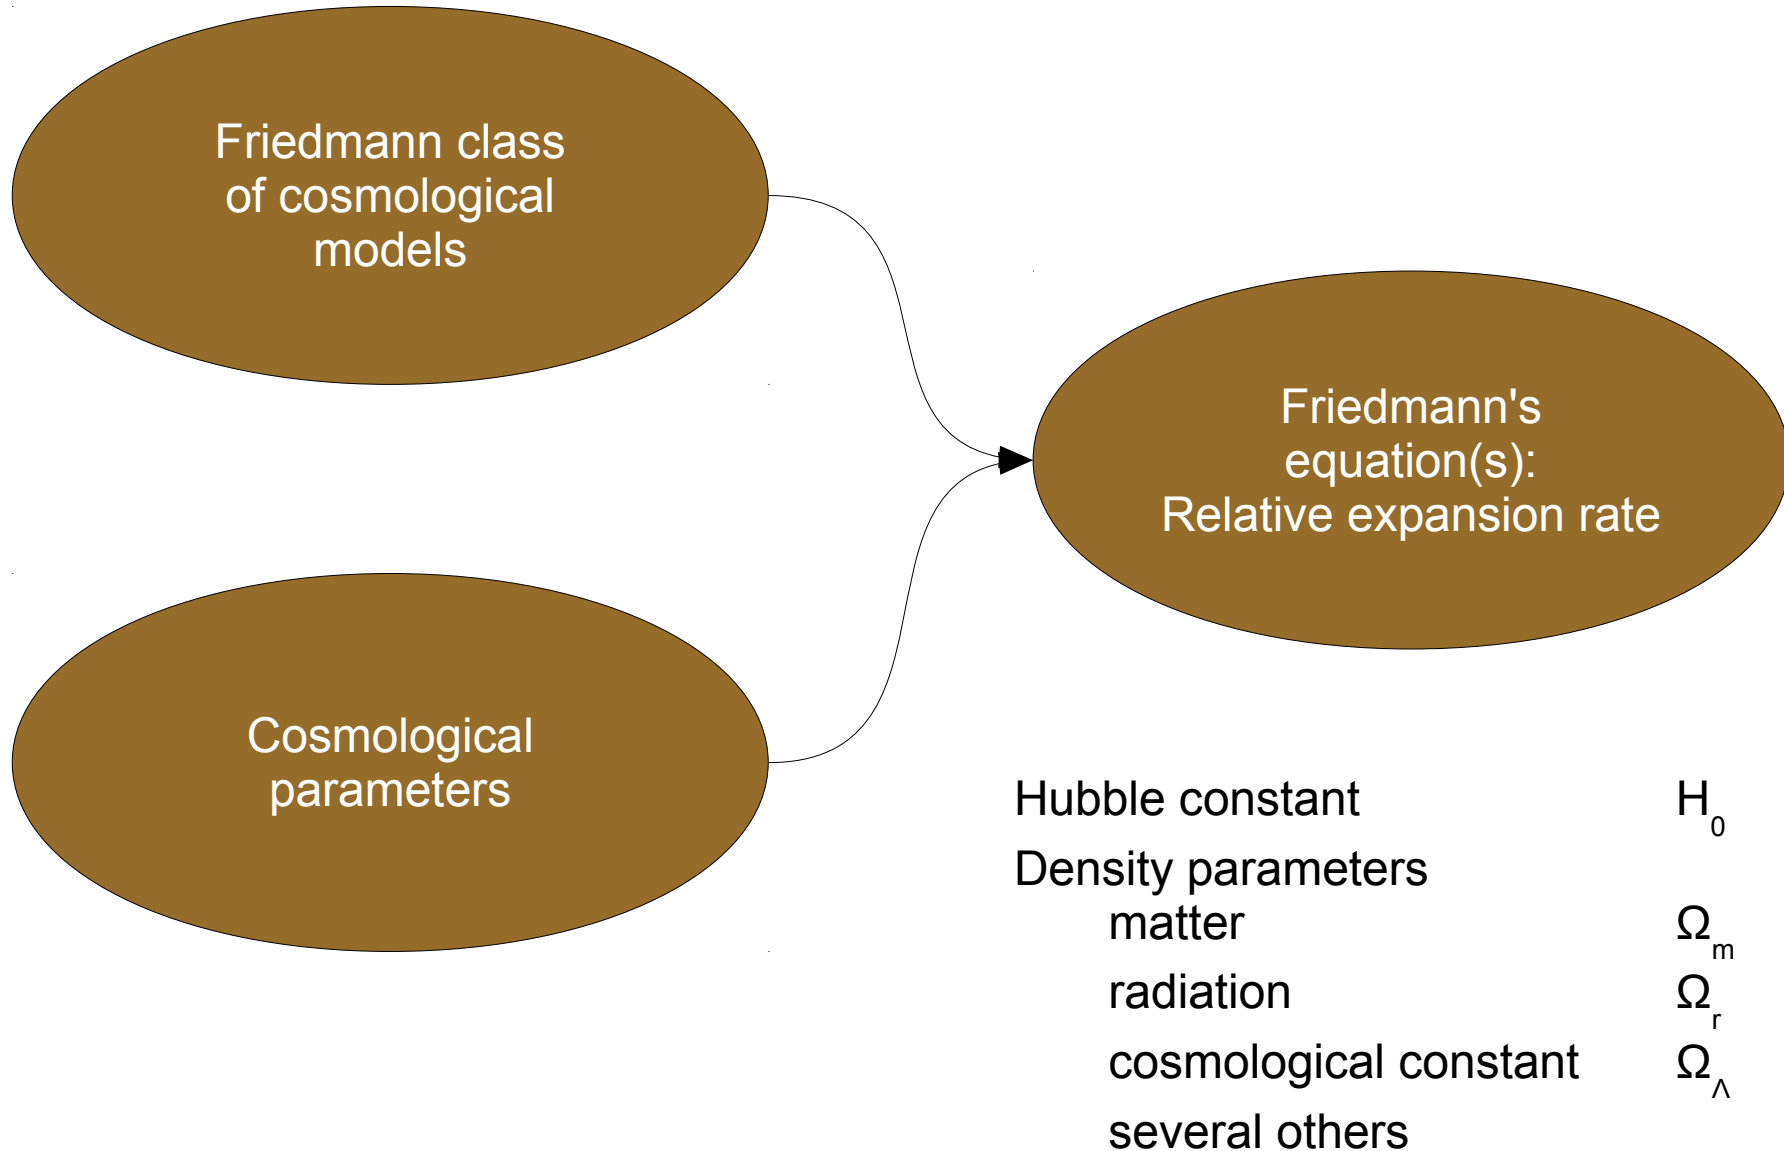 Friedmann class
of cosmological
models
Friedmann's
equation(s):
Relative expansion rate
Cosmological
parameters
Hubble constant H₀
Density parameters
matter Ωₘ
radiation Ωᵣ
cosmological constant Ω_Λ
several others